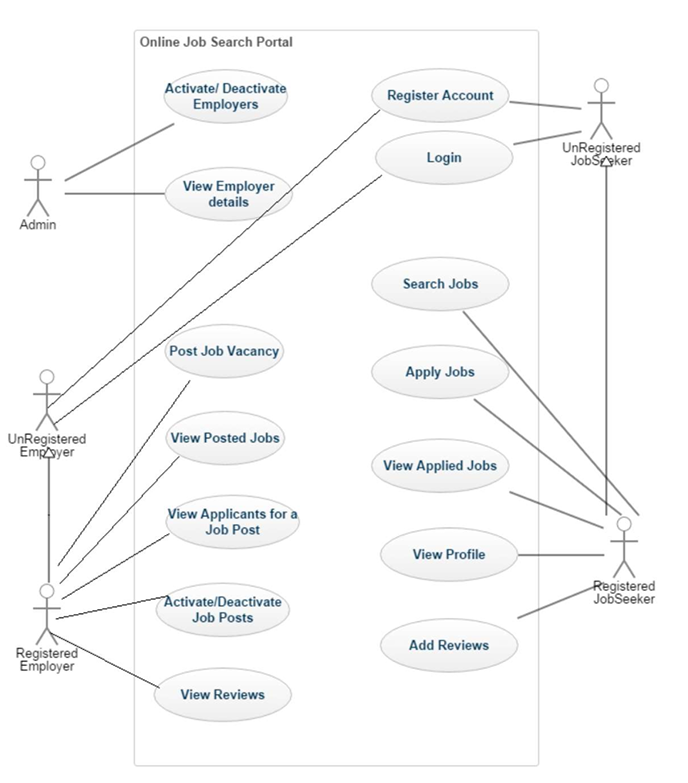 Online Job Search Portal
Activate/ Deactivate
Employers
Register Account
UnRegistered
JobSeeker
Login
View Employer
details
Admin
Search Jobs
Post Job Vacancy
Apply Jobs
UnRegistered
Employer
View Posted Jobs
View Applied Jobs
View Applicants for a
Job Post
View Profile
Registered
JobSeeker
Activate/Deactivate
Job Posts
Registered
Employer
Add Reviews
View Reviews